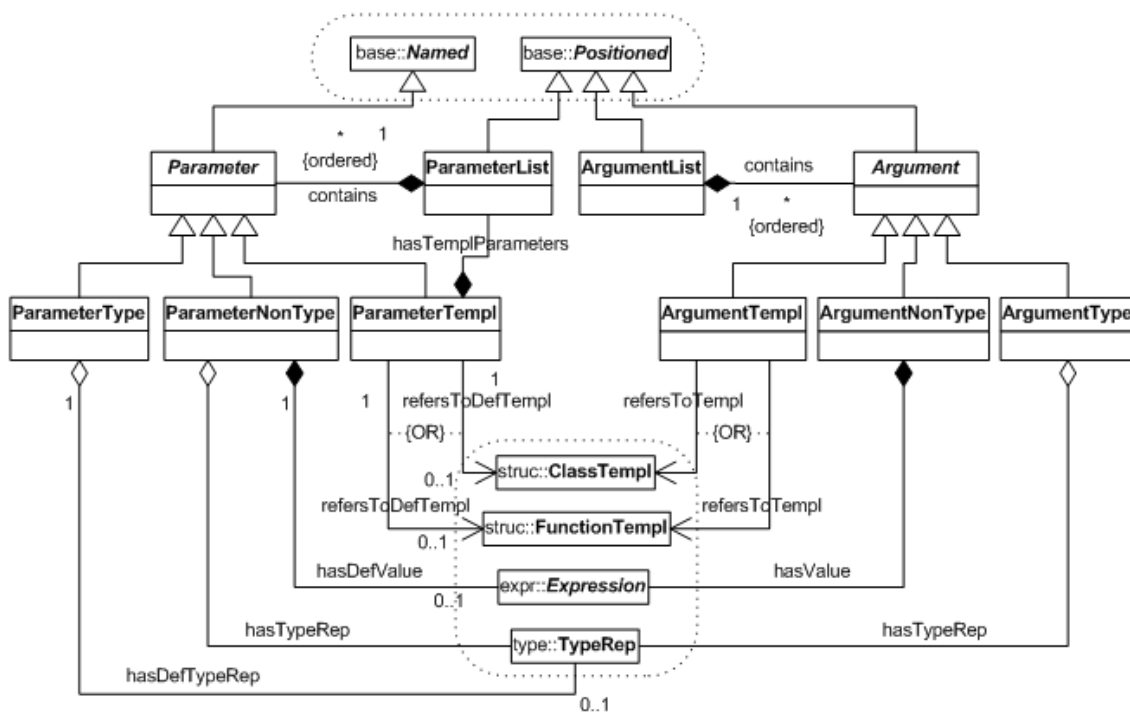 base::Named
base::Positioned
*
1
{ordered}
contains
Parameter
ParameterList
ArgumentList
contains
1
*
{ordered}
Argument
hasTemplParameters
ParameterType
ParameterNonType
ParameterTempl
ArgumentTempl
ArgumentNonType
ArgumentType
1
1
1
1
refersToDefTempl
refersToTempl
{OR}
{OR}
struc::ClassTempl
0..1
refersToDefTempl
refersToTempl
struc::FunctionTempl
0..1
hasDefValue
expr::Expression
hasValue
0..1
hasTypeRep
type::TypeRep
hasTypeRep
hasDefTypeRep
0..1